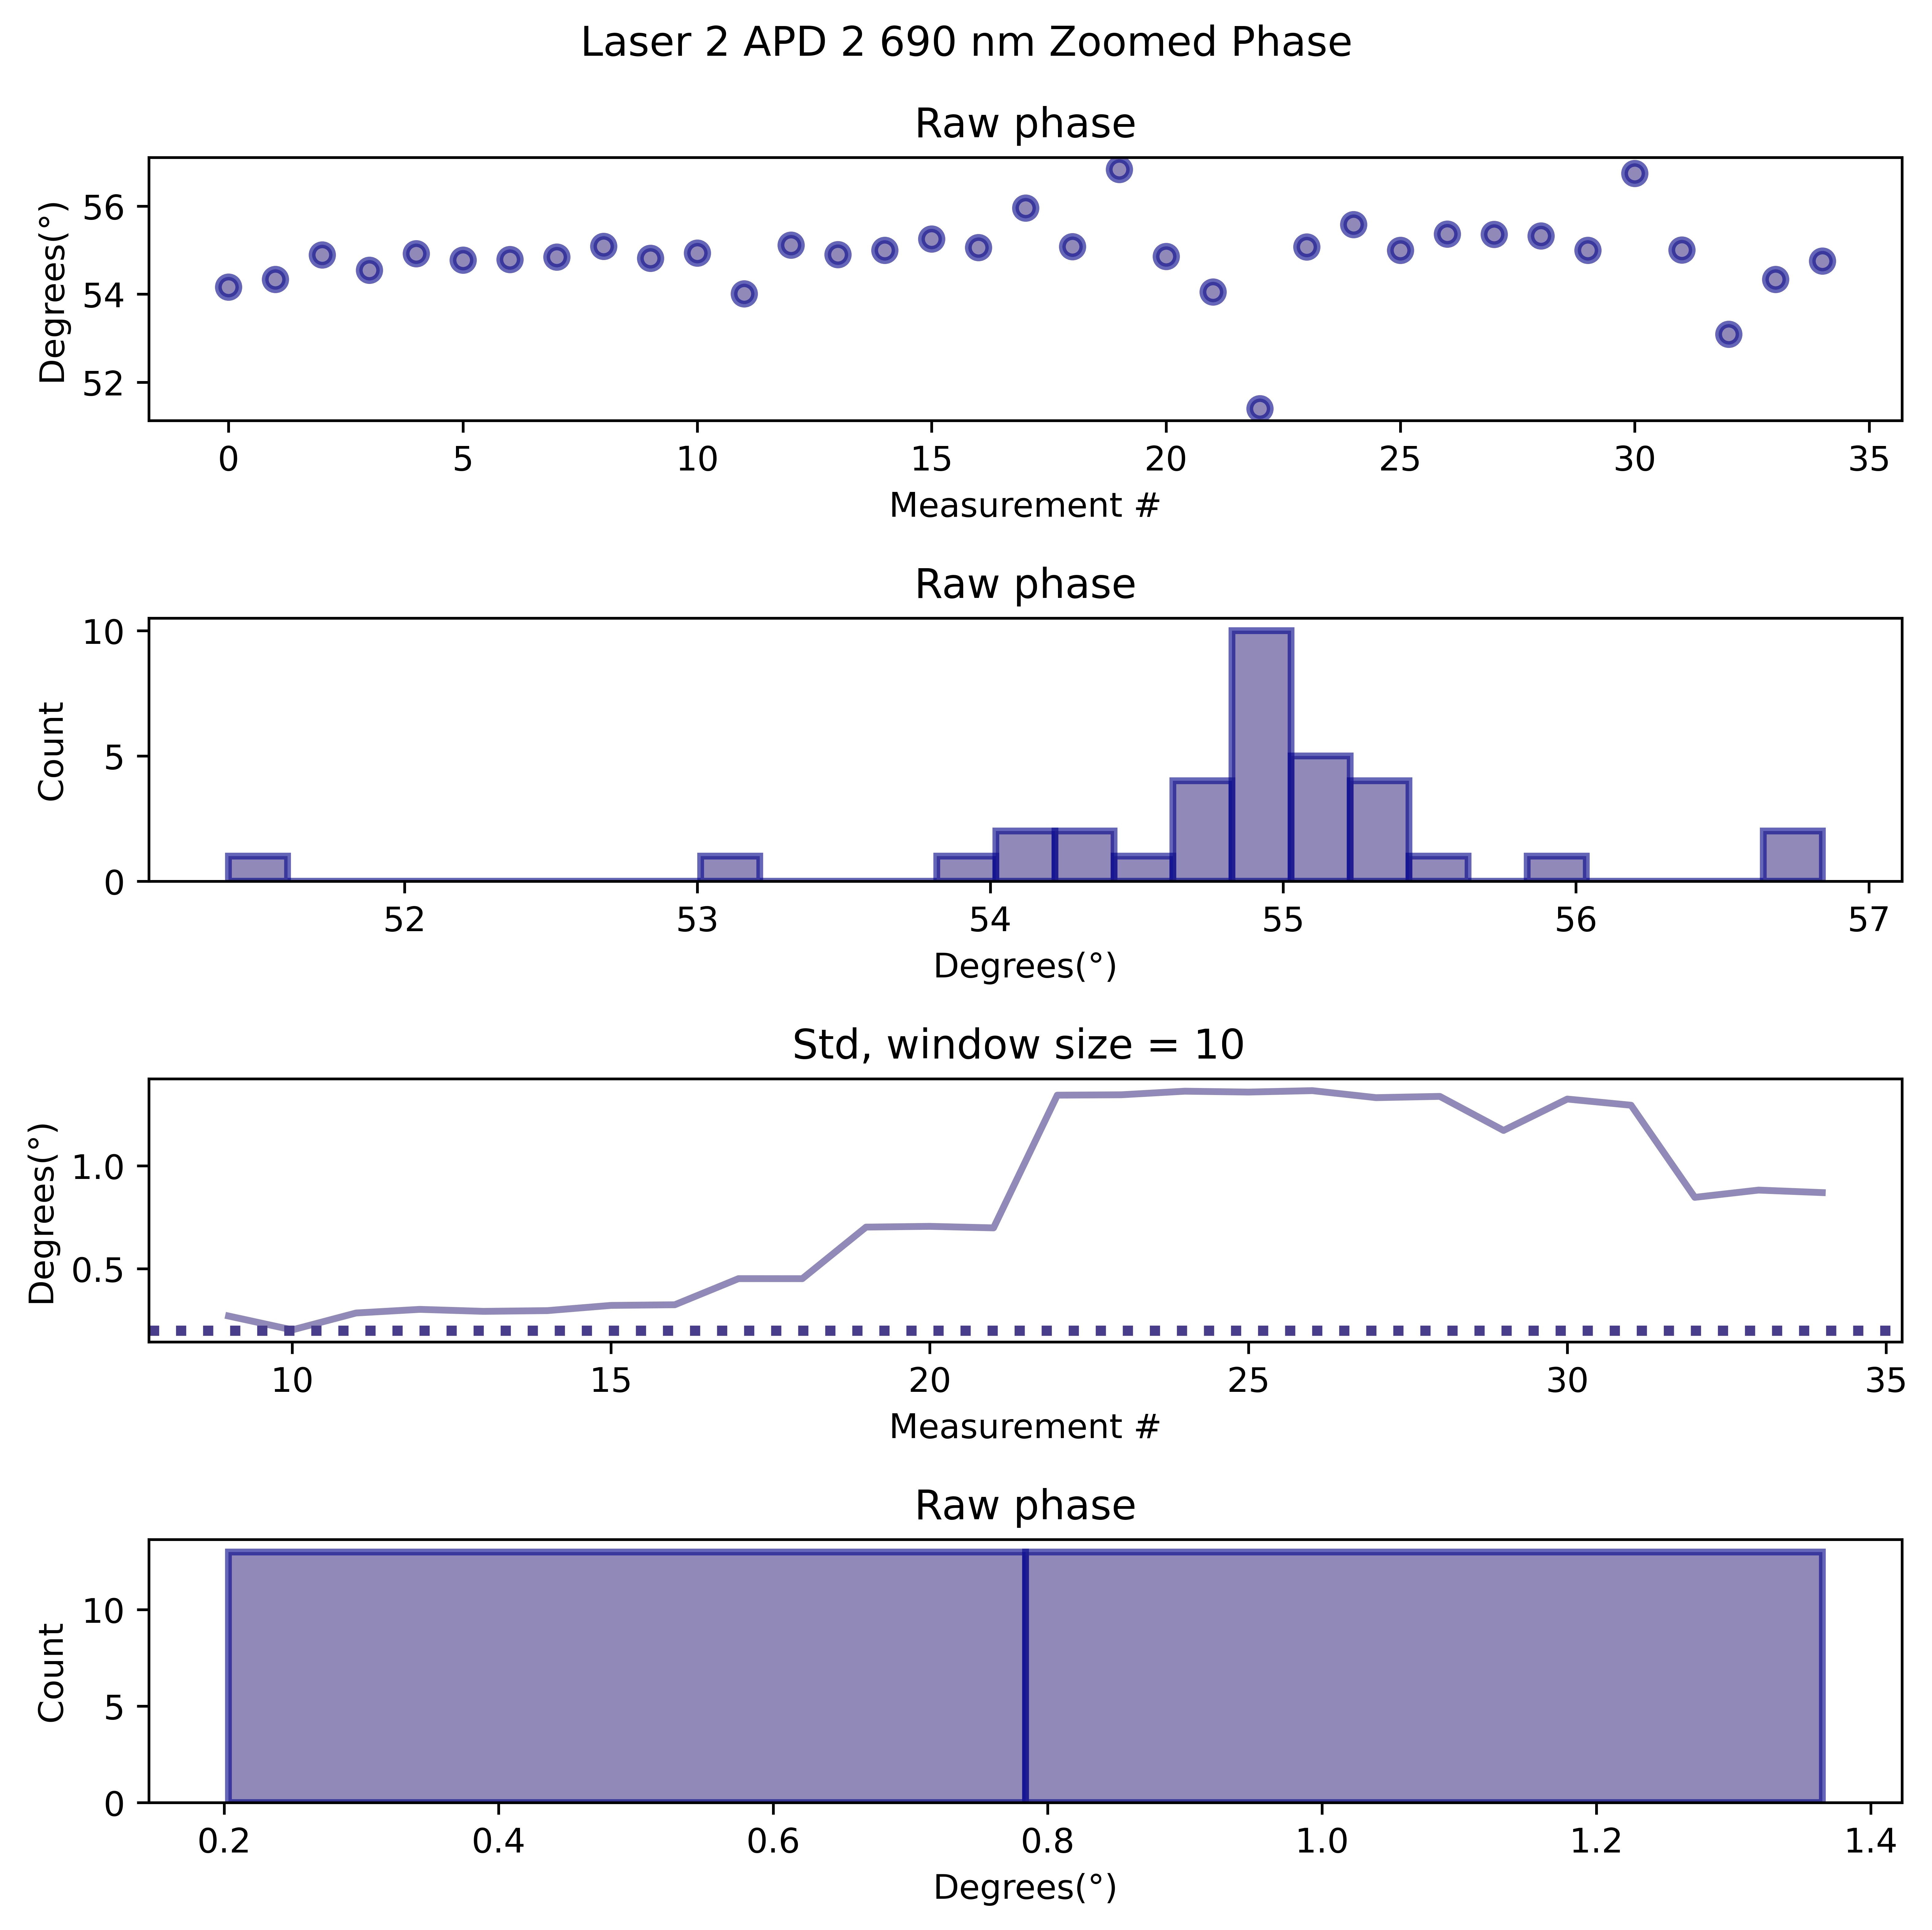 Laser 2 APD 2 690 nm Zoomed Phase
Raw phase
Degrees(°)
56
54
52
0 5 10 15 20 25 30 35
Measurement #
Raw phase
Count
10
5
0
52 53 54 55 56 57
Degrees(°)
Std, window size = 10
Degrees(°)
1.0
0.5
10 15 20 25 30 35
Measurement #
Raw phase
Count
10
5
0
0.2 0.4 0.6 0.8 1.0 1.2 1.4
Degrees(°)